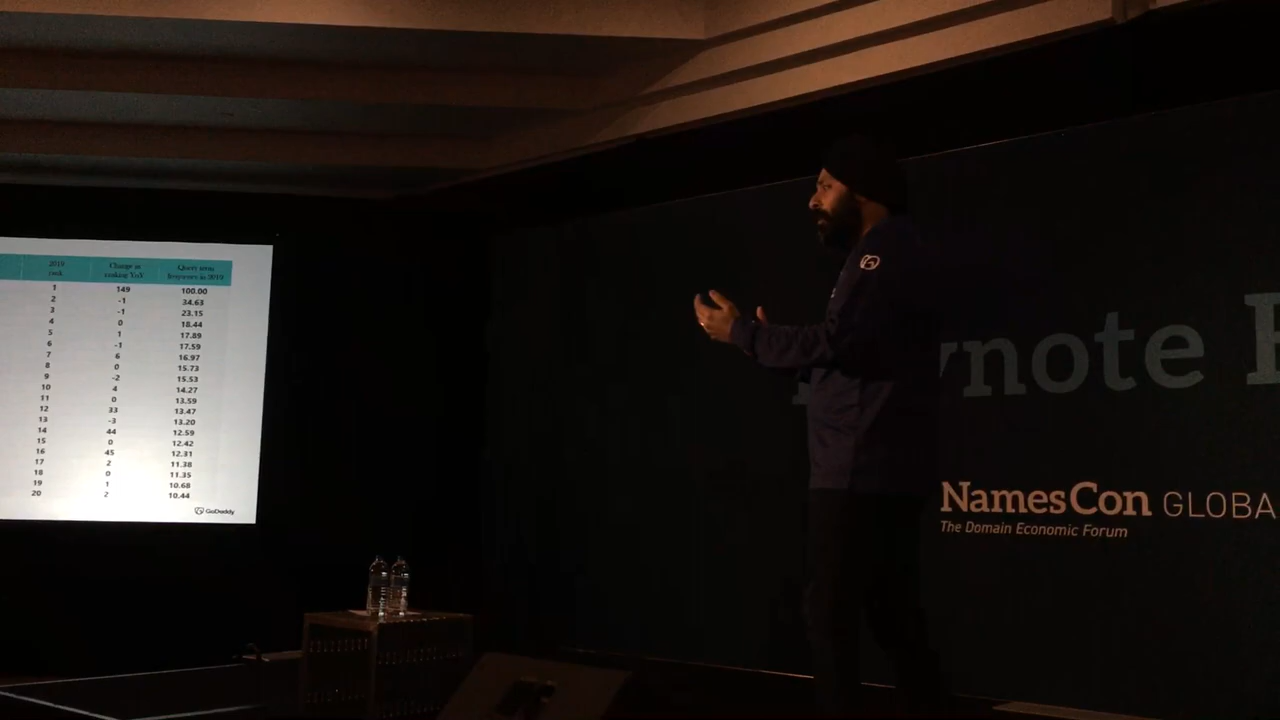 2019 rank Change in ranking YoY Query term frequency in 2019
1 149 100.00
2 -1 34.63
3 -1 23.15
4 0 18.44
5 1 17.89
6 -1 17.59
7 6 16.97
8 0 15.73
9 -2 15.53
10 4 14.27
11 0 13.59
12 33 13.47
13 -3 13.20
14 44 12.59
15 0 12.42
16 45 12.31
17 2 11.38
18 0 11.35
19 1 10.68
20 2 10.44
GoDaddy
ynote
NamesCon GLOBA
The Domain Economic Forum